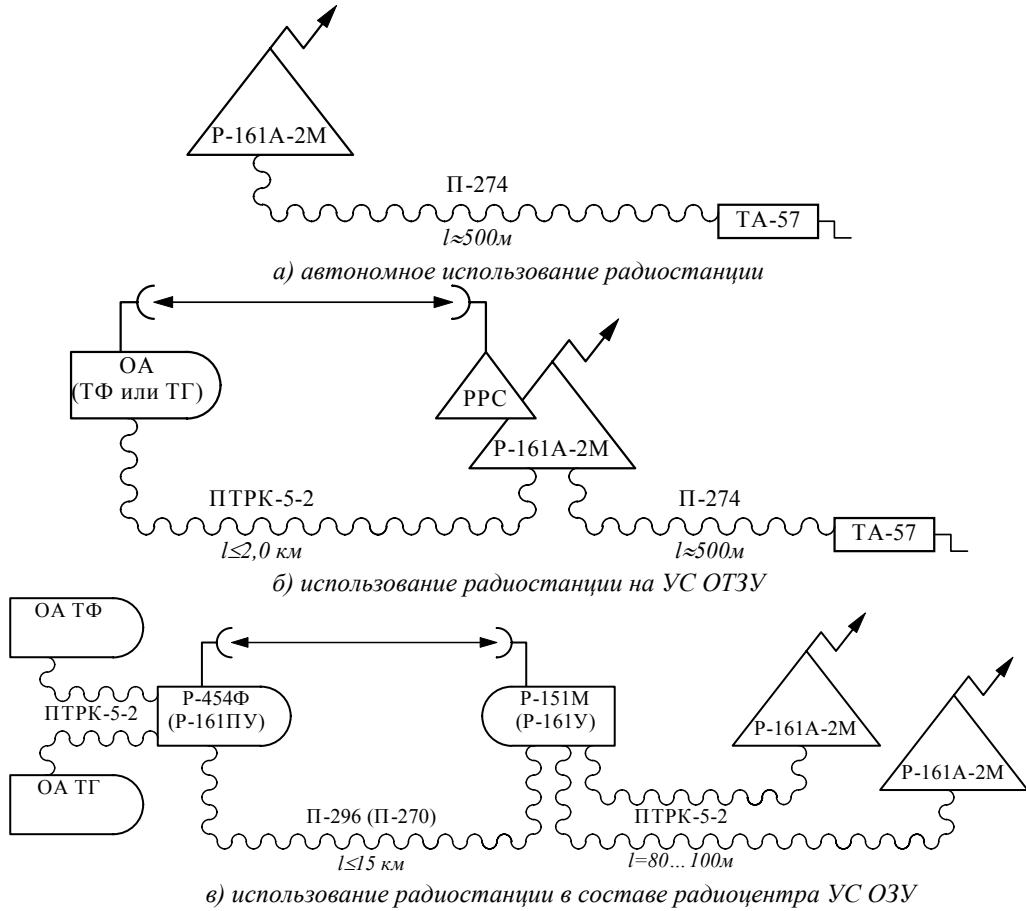 Р-161А-2М
П-274
ТА-57
l≈500м
а) автономное использование радиостанции
ОА
(ТФ или ТГ)
РРС
Р-161А-2М
ПТРК-5-2
П-274
l≤2,0 км
l≈500м
ТА-57
б) использование радиостанции на УС ОТЗУ
ОА ТФ
Р-454Ф
(Р-161ПУ)
Р-151М
(Р-161У)
ПТРК-5-2
Р-161А-2М
Р-161А-2М
ОА ТГ
П-296 (П-270)
ПТРК-5-2
l≤15 км
l=80... 100м
в) использование радиостанции в составе радиоцентра УС ОЗУ